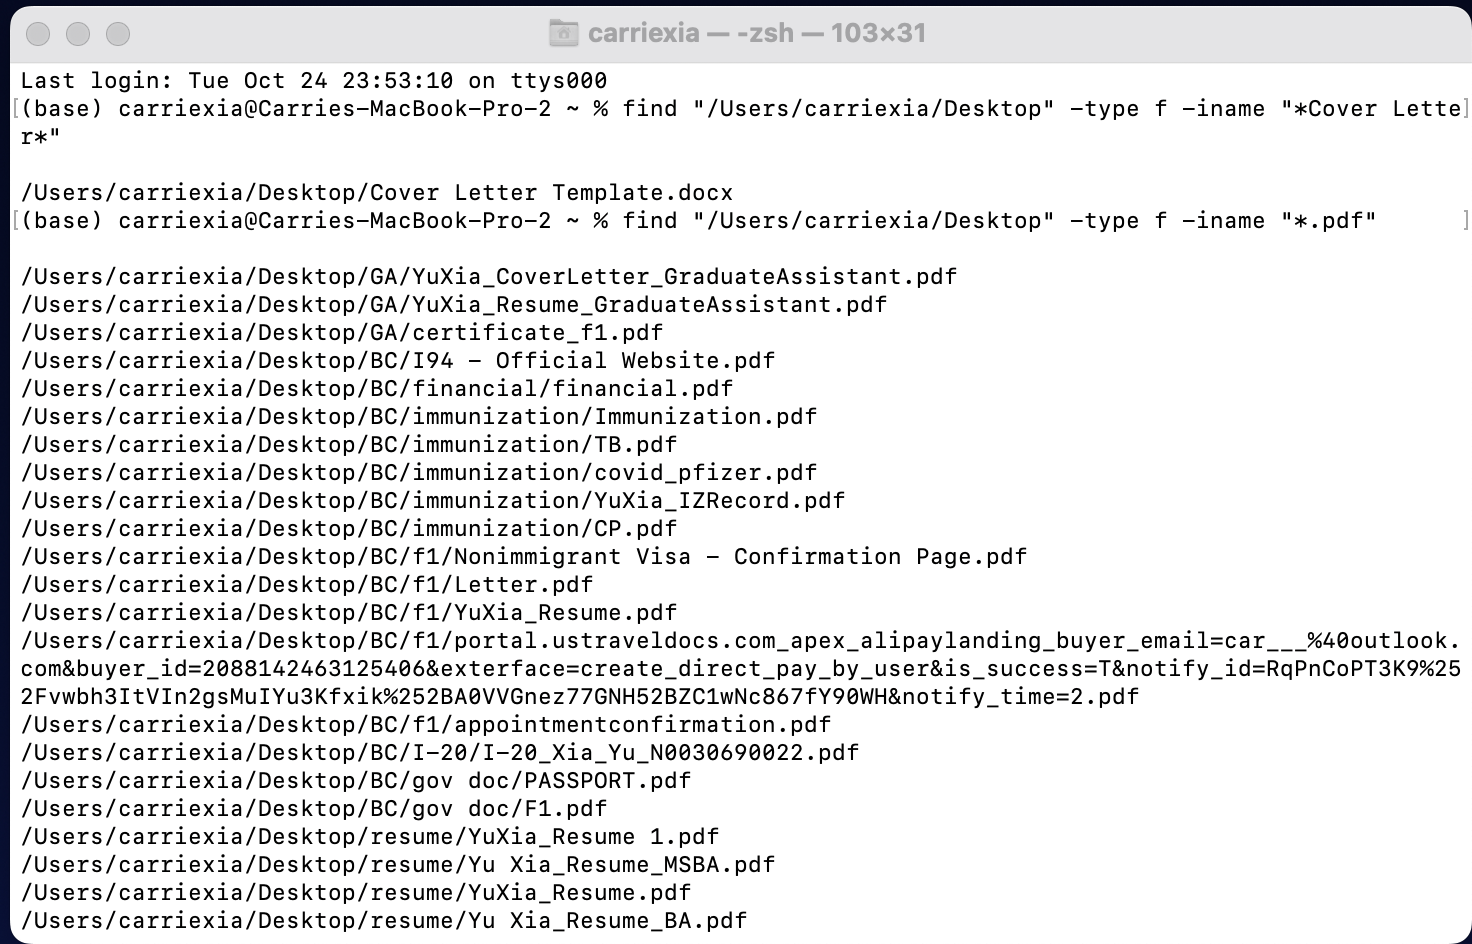 carriexia — -zsh — 103×31
Last login: Tue Oct 24 23:53:10 on ttys000
[(base) carriexia@Carries-MacBook-Pro-2 ~ % find "/Users/carriexia/Desktop" -type f -iname "*Cover Lette]
r*"
/Users/carriexia/Desktop/Cover Letter Template.docx
[(base) carriexia@Carries-MacBook-Pro-2 ~ % find "/Users/carriexia/Desktop" -type f -iname "*.pdf" ]
/Users/carriexia/Desktop/GA/YuXia_CoverLetter_GraduateAssistant.pdf
/Users/carriexia/Desktop/GA/YuXia_Resume_GraduateAssistant.pdf
/Users/carriexia/Desktop/GA/certificate_f1.pdf
/Users/carriexia/Desktop/BC/I94 - Official Website.pdf
/Users/carriexia/Desktop/BC/financial/financial.pdf
/Users/carriexia/Desktop/BC/immunization/Immunization.pdf
/Users/carriexia/Desktop/BC/immunization/TB.pdf
/Users/carriexia/Desktop/BC/immunization/covid_pfizer.pdf
/Users/carriexia/Desktop/BC/immunization/YuXia_IZRecord.pdf
/Users/carriexia/Desktop/BC/immunization/CP.pdf
/Users/carriexia/Desktop/BC/f1/Nonimmigrant Visa - Confirmation Page.pdf
/Users/carriexia/Desktop/BC/f1/Letter.pdf
/Users/carriexia/Desktop/BC/f1/YuXia_Resume.pdf
/Users/carriexia/Desktop/BC/f1/portal.ustraveldocs.com_apex_alipaylanding_buyer_email=car___%40outlook.
com&buyer_id=2088142463125406&exterface=create_direct_pay_by_user&is_success=T&notify_id=RqPnCoPT3K9%25
2Fvwbh3ItVIn2gsMuIYu3Kfxik%252BA0VVGnez77GNH52BZC1wNc867fY90WH&notify_time=2.pdf
/Users/carriexia/Desktop/BC/f1/appointmentconfirmation.pdf
/Users/carriexia/Desktop/BC/I-20/I-20_Xia_Yu_N0030690022.pdf
/Users/carriexia/Desktop/BC/gov doc/PASSPORT.pdf
/Users/carriexia/Desktop/BC/gov doc/F1.pdf
/Users/carriexia/Desktop/resume/YuXia_Resume 1.pdf
/Users/carriexia/Desktop/resume/Yu Xia_Resume_MSBA.pdf
/Users/carriexia/Desktop/resume/YuXia_Resume.pdf
/Users/carriexia/Desktop/resume/Yu Xia_Resume_BA.pdf